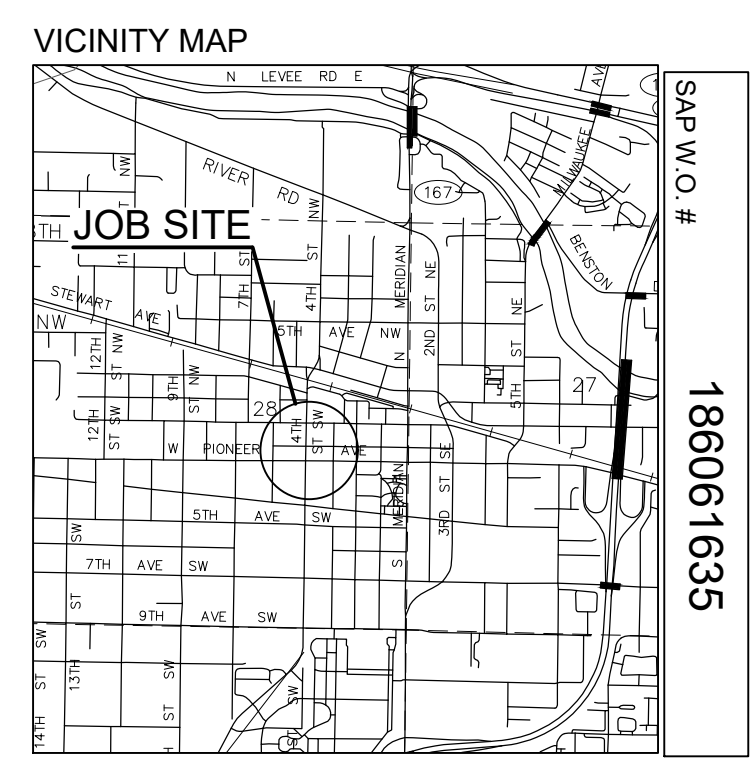 VICINITY MAP
N LEVEE RD E
AVE
MILWAUKEE
NW
RIVER RD
NW
167
JOB SITE
BENSTON
11
ST
7TH
ST
4TH
MERIDIAN
N
2ND ST NE
5TH ST NE
STEWART AVE
NW
5TH AVE NW
12TH ST NW
9TH ST NW
27
28
12TH ST SW
4TH ST SW
W PIONEER AVE
MERIDIAN
S
3RD ST SE
5TH AVE SW
SW
7TH AVE SW
ST
9TH AVE SW
13TH
SW
ST
14TH
SW
ST
SW
ST
SAP W.O. #
186061635